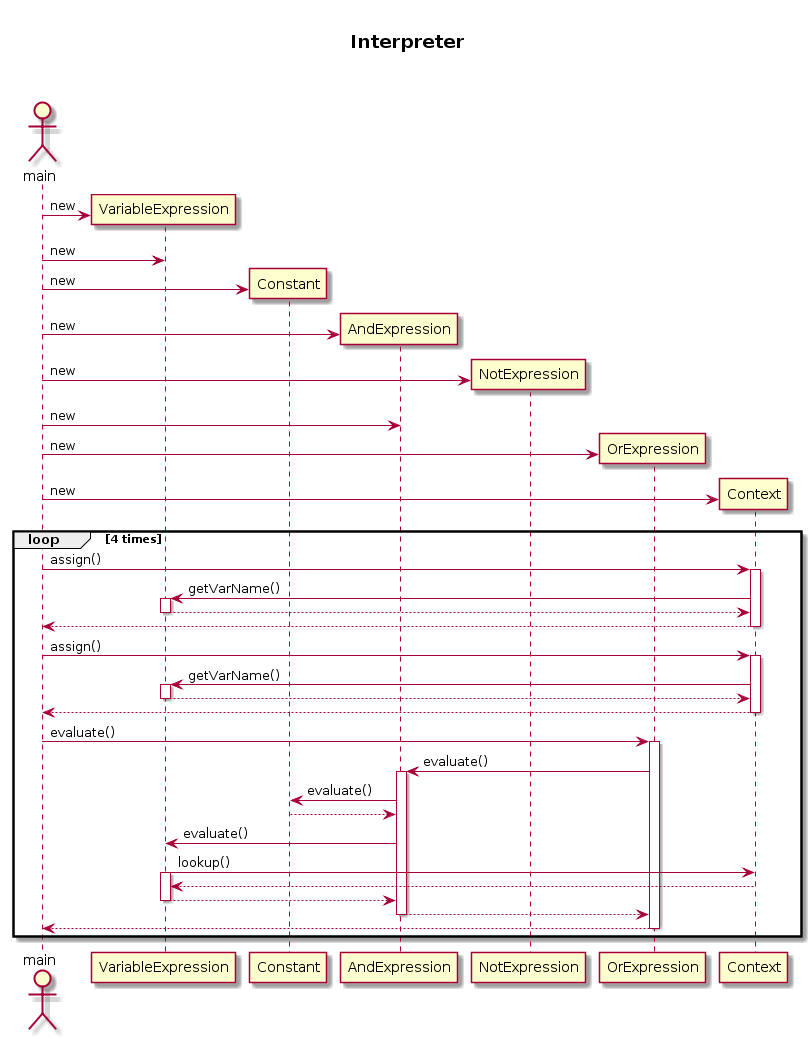 Interpreter
main
new
VariableExpression
new
new
Constant
new
AndExpression
new
NotExpression
new
new
OrExpression
new
Context
loop [4 times]
assign()
getVarName()
assign()
getVarName()
evaluate()
evaluate()
evaluate()
evaluate()
lookup()
main
VariableExpression
Constant
AndExpression
NotExpression
OrExpression
Context